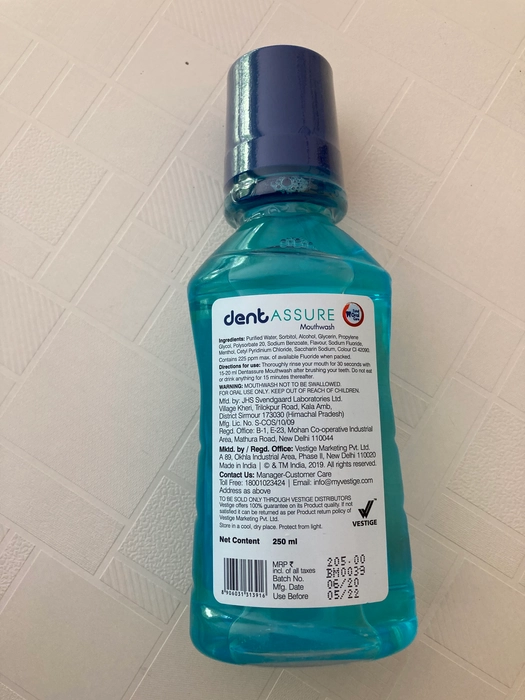 dentASSURE
Mouthwash
Ingredients: Purified Water, Sorbitol, Alcohol, Glycerin, Propylene
Glycol, Polysorbate 20, Sodium Benzoate, Flavour, Sodium Fluoride,
Menthol, Cetyl Pyridinium Chloride, Saccharin Sodium, Colour CI 42090.
Contains 225 ppm max. of available Fluoride when packed.
Directions for use: Thoroughly rinse your mouth for 30 seconds with
15-20 ml Dentassure Mouthwash after brushing your teeth. Do not eat
or drink anything for 15 minutes thereafter.
WARNING: MOUTHWASH NOT TO BE SWALLOWED.
FOR ORAL USE ONLY. KEEP OUT OF REACH OF CHILDREN.
Mfd. by: JHS Svendgaard Laboratories Ltd.
Village Kheri, Trilokpur Road, Kala Amb,
District Sirmour 173030 (Himachal Pradesh)
Mfg. Lic. No. S-COS/10/09
Regd. Office: B-1, E-23, Mohan Co-operative Industrial
Area, Mathura Road, New Delhi 110044
Mktd. by / Regd. Office: Vestige Marketing Pvt. Ltd.
A 89, Okhla Industrial Area, Phase II, New Delhi 110020
Made in India | © & TM India, 2019. All rights reserved.
Contact Us: Manager-Customer Care
Toll Free: 18001023424 | Email: info@myvestige.com
Address as above
TO BE SOLD ONLY THROUGH VESTIGE DISTRIBUTORS
Vestige offers 100% guarantee on its Product quality. If not
satisfied it can be returned as per Product return policy of
Vestige Marketing Pvt. Ltd.
Store in a cool, dry place. Protect from light.
VESTIGE
Net Content 250 ml
MRP ₹ 205.00
incl. of all taxes
Batch No. BM0039
Mfg. Date 06/20
Use Before 05/22
8 906031 313916